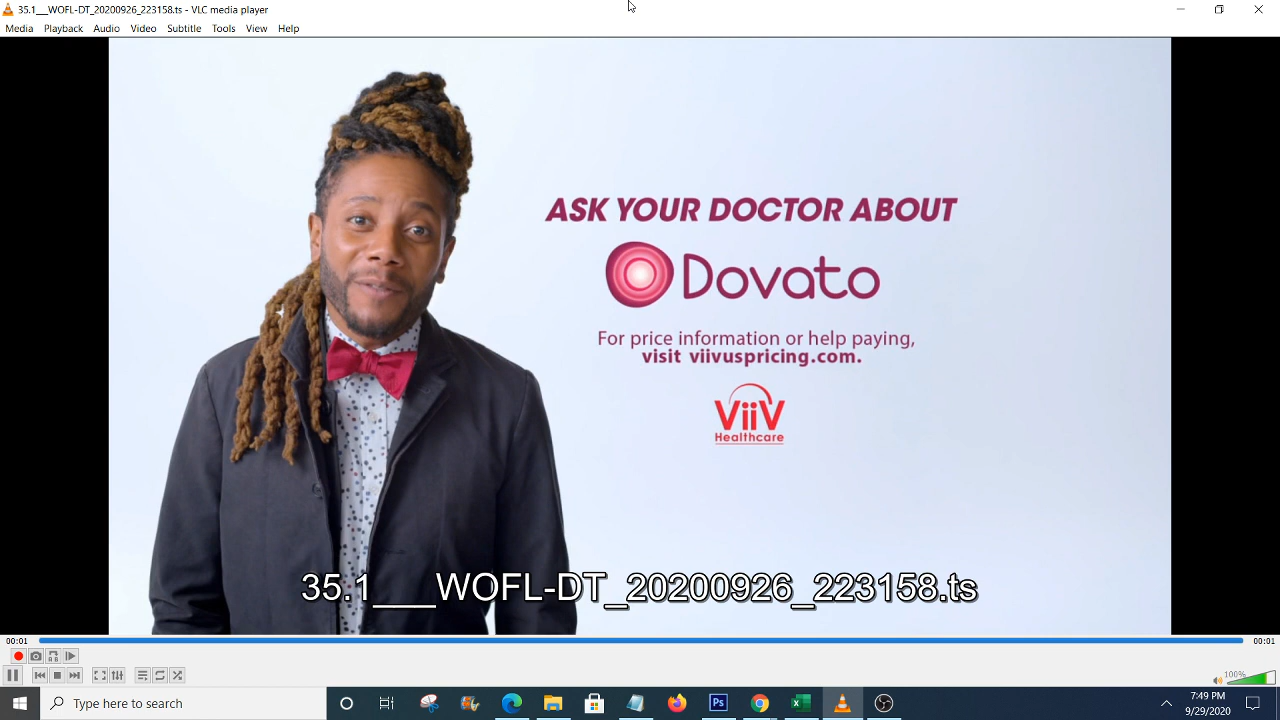 35.1___WOFL-DT_20200926_223158.ts - VLC media player
Media Playback Audio Video Subtitle Tools View Help
ASK YOUR DOCTOR ABOUT
Dovato
For price information or help paying,
visit viivuspricing.com.
ViiV
Healthcare
35.1___WOFL-DT_20200926_223158.ts
00:01 00:01
100%
Type here to search
Ps
7:49 PM
9/29/2020